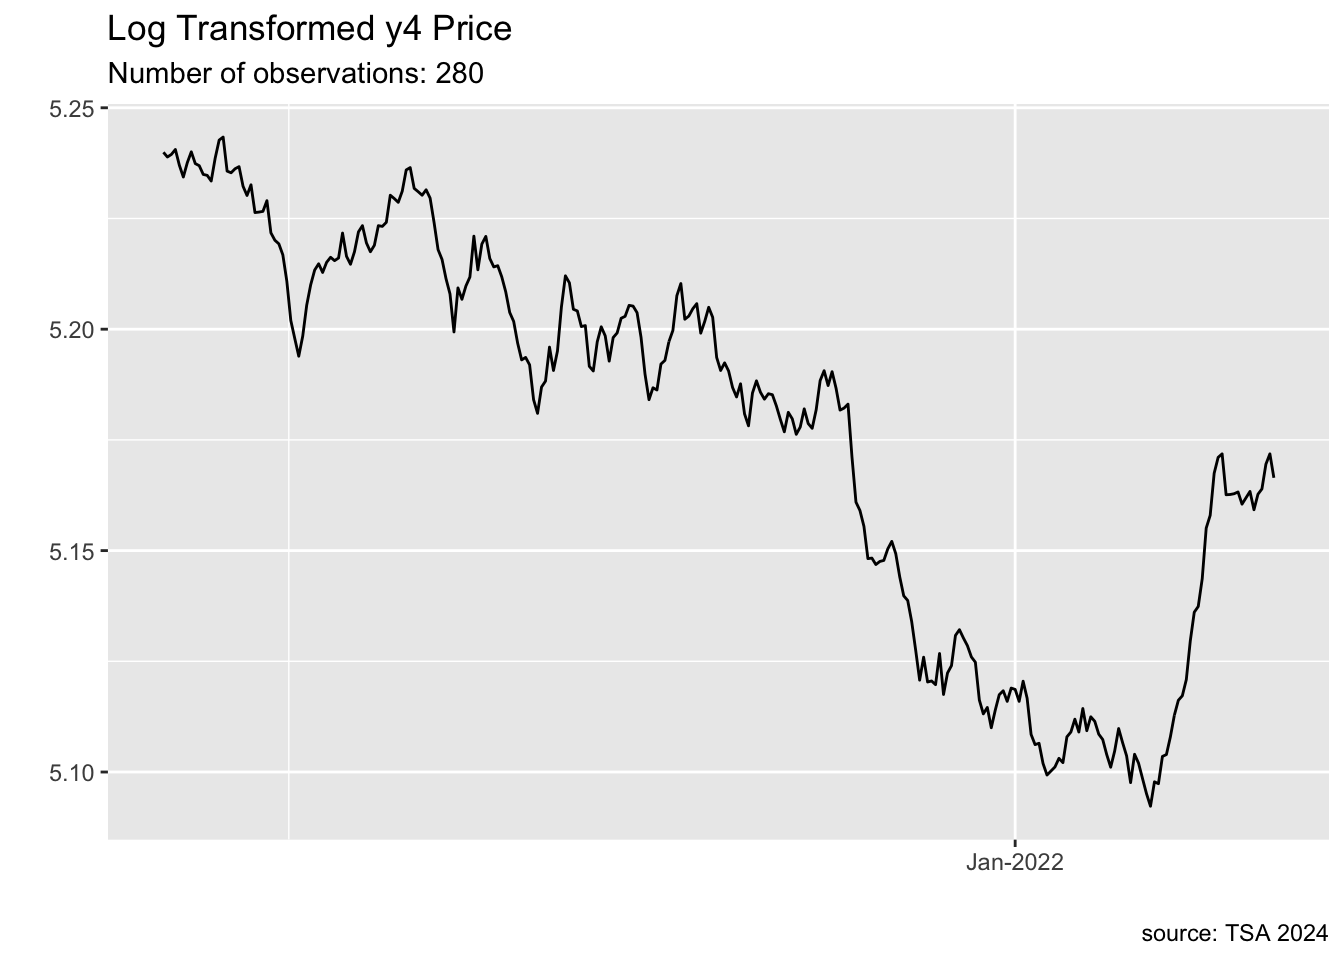 Log Transformed y4 Price
Number of observations: 280
5.25
5.20
5.15
5.10
Jan-2022
source: TSA 2024